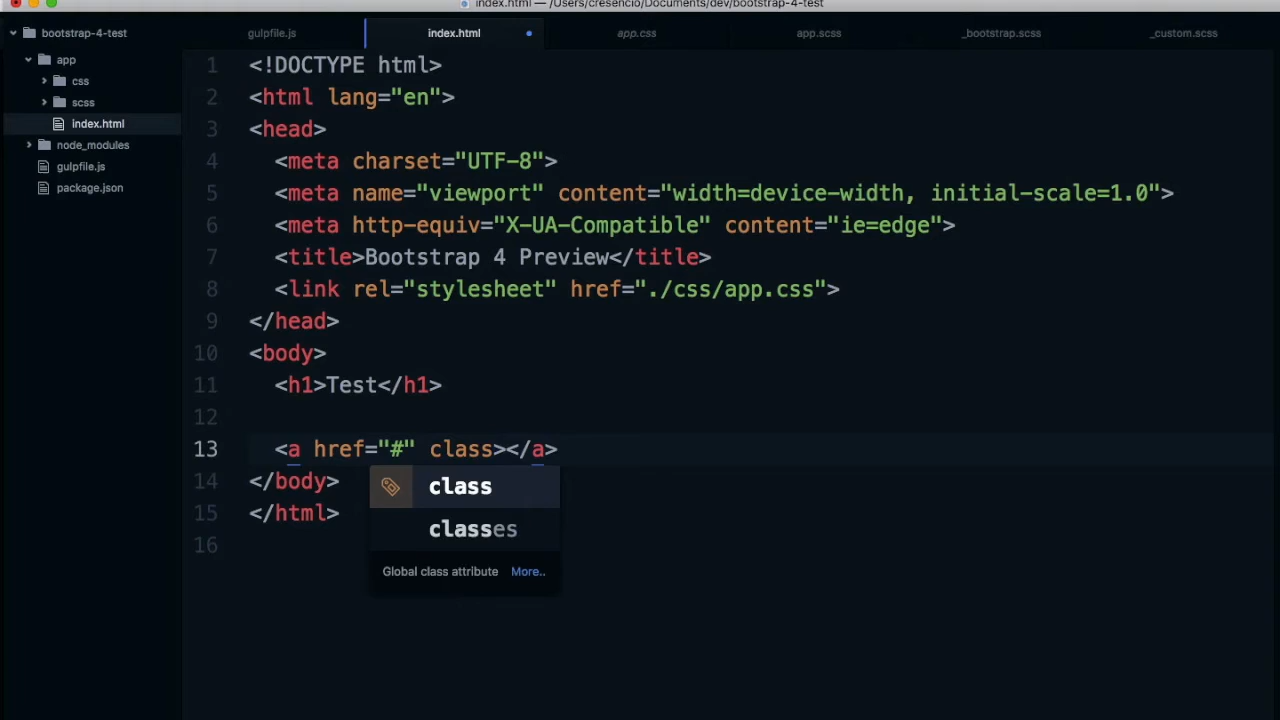 index.html — /Users/cresencio/Documents/dev/bootstrap-4-test
bootstrap-4-test
app
css
scss
index.html
node_modules
gulpfile.js
package.json
gulpfile.js
index.html
app.css
app.scss
_bootstrap.scss
_custom.scss
1 <!DOCTYPE html>
2 <html lang="en">
3 <head>
4 <meta charset="UTF-8">
5 <meta name="viewport" content="width=device-width, initial-scale=1.0">
6 <meta http-equiv="X-UA-Compatible" content="ie=edge">
7 <title>Bootstrap 4 Preview</title>
8 <link rel="stylesheet" href="./css/app.css">
9 </head>
10 <body>
11 <h1>Test</h1>
12
13 <a href="#" class></a>
14 </body>
15 </html>
16
class
classes
Global class attribute More..